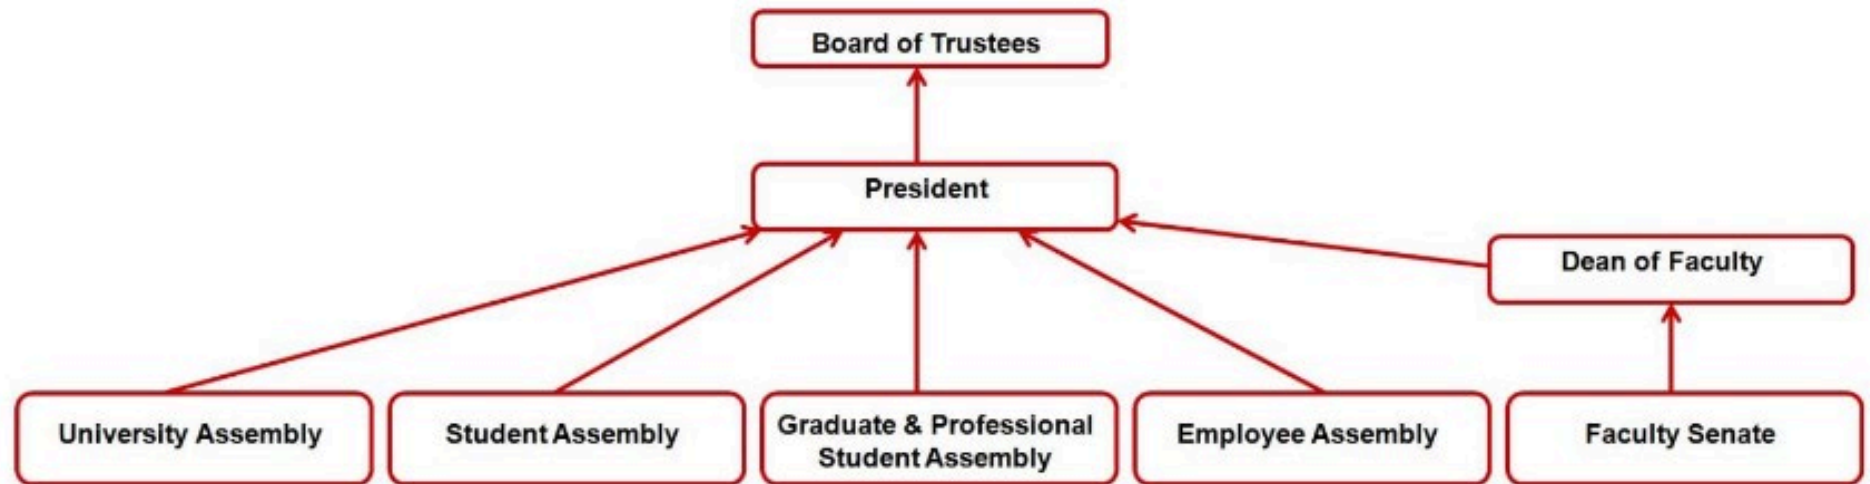 Board of Trustees
President
Dean of Faculty
University Assembly
Student Assembly
Graduate & Professional
Student Assembly
Employee Assembly
Faculty Senate